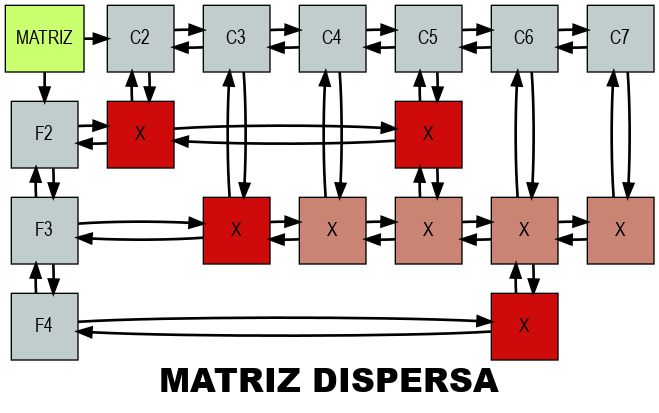 MATRIZ C2 C3 C4 C5 C6 C7
F2 X X
F3 X X X X X
F4 X
MATRIZ DISPERSA